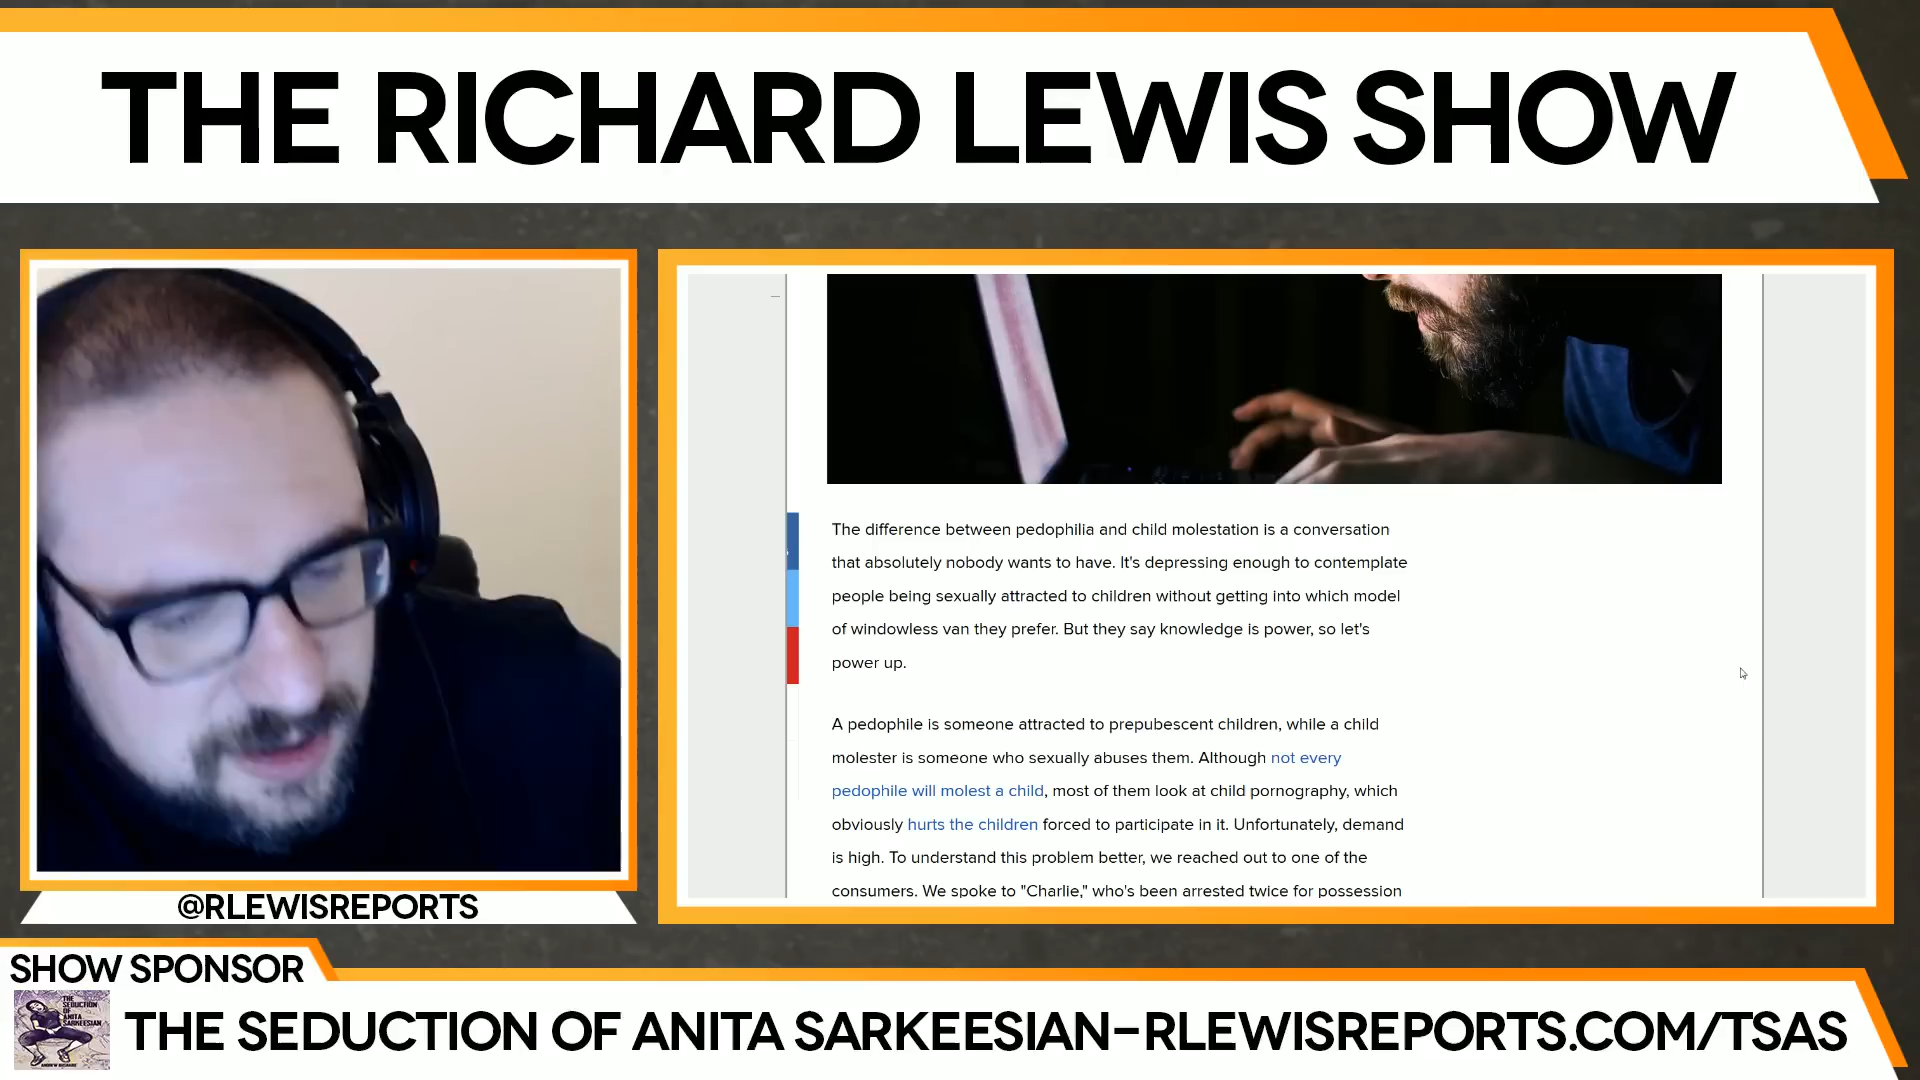 THE RICHARD LEWIS SHOW
The difference between pedophilia and child molestation is a conversation
that absolutely nobody wants to have. It's depressing enough to contemplate
people being sexually attracted to children without getting into which model
of windowless van they prefer. But they say knowledge is power, so let's
power up.
A pedophile is someone attracted to prepubescent children, while a child
molester is someone who sexually abuses them. Although not every
pedophile will molest a child, most of them look at child pornography, which
obviously hurts the children forced to participate in it. Unfortunately, demand
is high. To understand this problem better, we reached out to one of the
consumers. We spoke to "Charlie," who's been arrested twice for possession
@RLEWISREPORTS
SHOW SPONSOR
THE
SEDUCTION
OF
ANITA
SARKEESIAN
THE SEDUCTION OF ANITA SARKEESIAN-RLEWISREPORTS.COM/TSAS